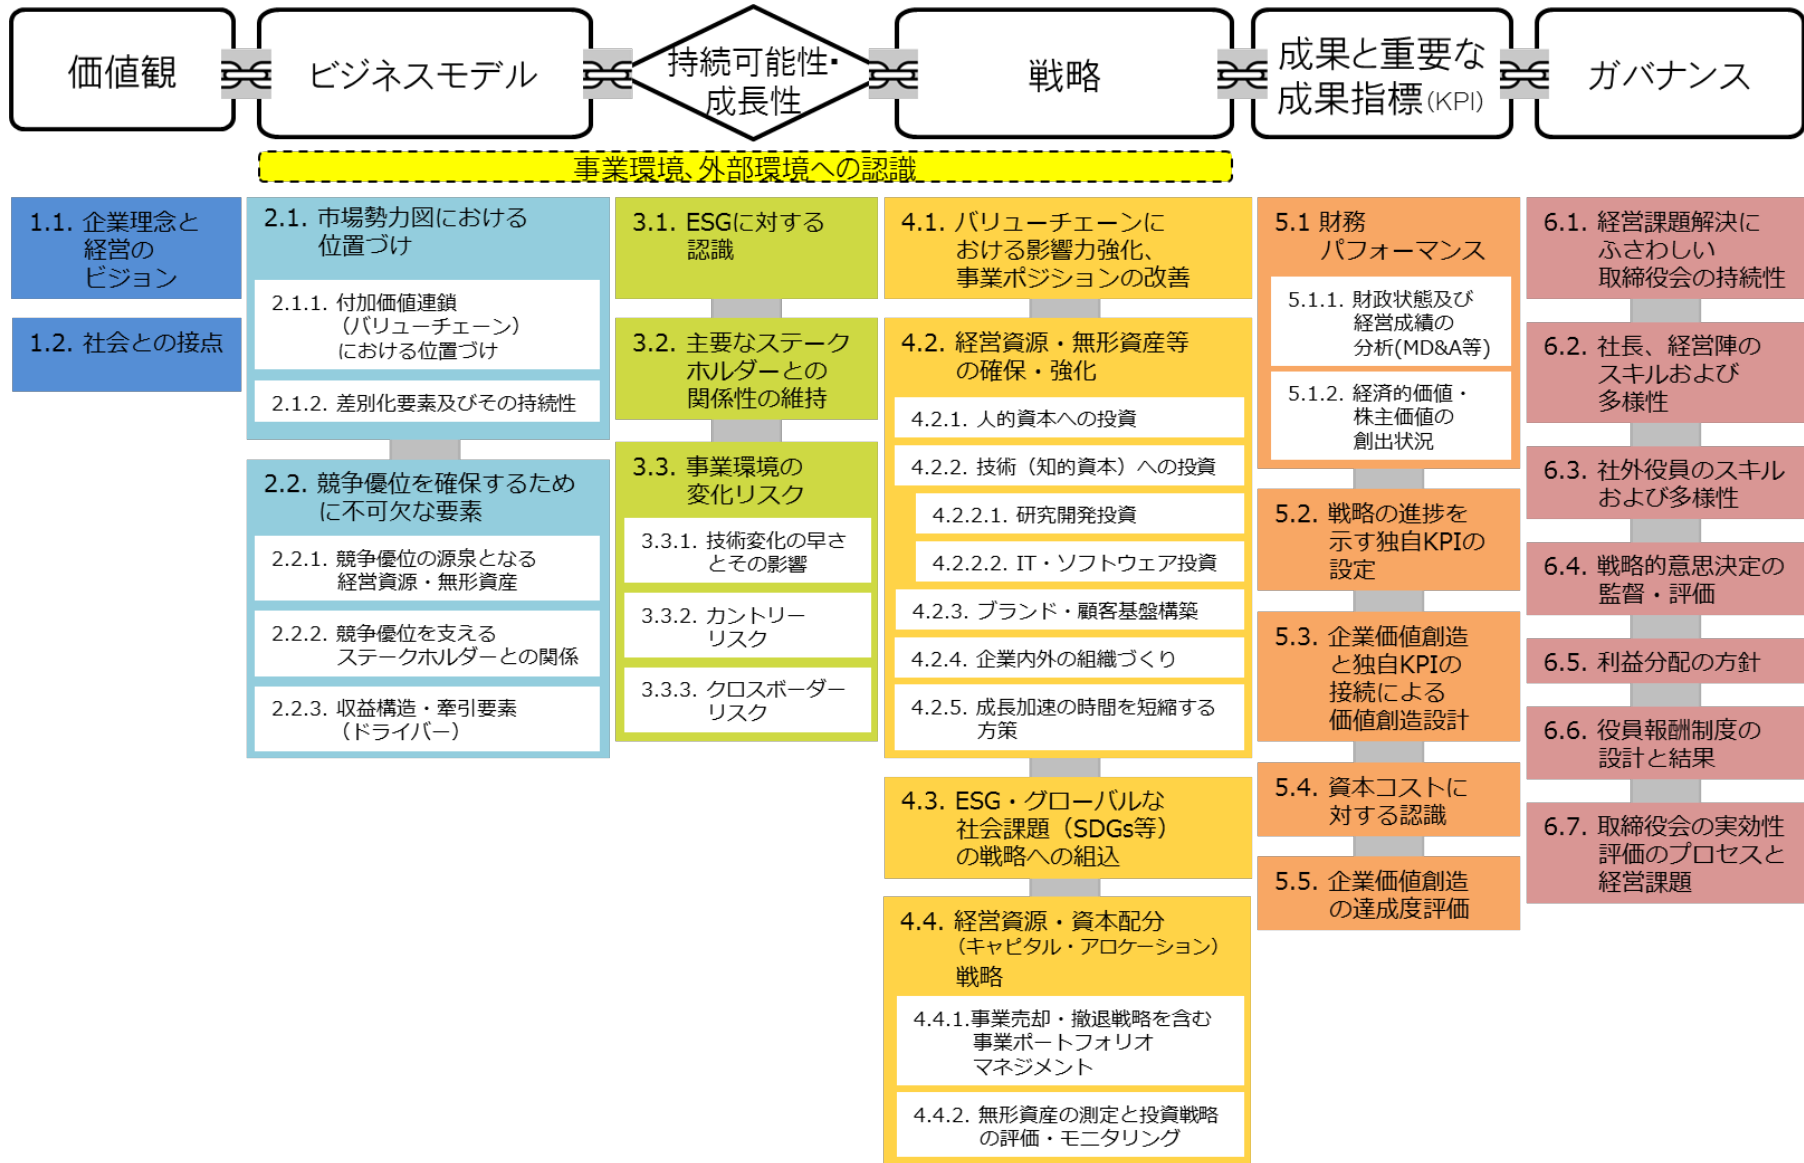 価値観
ビジネスモデル
持続可能性・
成長性
戦略
成果と重要な
成果指標(KPI)
ガバナンス
事業環境、外部環境への認識
1.1. 企業理念と
経営の
ビジョン
1.2. 社会との接点
2.1. 市場勢力図における
位置づけ
2.1.1. 付加価値連鎖
（バリューチェーン）
における位置づけ
2.1.2. 差別化要素及びその持続性
2.2. 競争優位を確保するため
に不可欠な要素
2.2.1. 競争優位の源泉となる
経営資源・無形資産
2.2.2. 競争優位を支える
ステークホルダーとの関係
2.2.3. 収益構造・牽引要素
（ドライバー）
3.1. ESGに対する
認識
3.2. 主要なステーク
ホルダーとの
関係性の維持
3.3. 事業環境の
変化リスク
3.3.1. 技術変化の早さ
とその影響
3.3.2. カントリー
リスク
3.3.3. クロスボーダー
リスク
4.1. バリューチェーンに
おける影響力強化、
事業ポジションの改善
4.2. 経営資源・無形資産等
の確保・強化
4.2.1. 人的資本への投資
4.2.2. 技術（知的資本）への投資
4.2.2.1. 研究開発投資
4.2.2.2. IT・ソフトウェア投資
4.2.3. ブランド・顧客基盤構築
4.2.4. 企業内外の組織づくり
4.2.5. 成長加速の時間を短縮する
方策
4.3. ESG・グローバルな
社会課題（SDGs等）
の戦略への組込
4.4. 経営資源・資本配分
（キャピタル・アロケーション）
戦略
4.4.1.事業売却・撤退戦略を含む
事業ポートフォリオ
マネジメント
4.4.2. 無形資産の測定と投資戦略
の評価・モニタリング
5.1 財務
パフォーマンス
5.1.1. 財政状態及び
経営成績の
分析(MD&A等)
5.1.2. 経済的価値・
株主価値の
創出状況
5.2. 戦略の進捗を
示す独自KPIの
設定
5.3. 企業価値創造
と独自KPIの
接続による
価値創造設計
5.4. 資本コストに
対する認識
5.5. 企業価値創造
の達成度評価
6.1. 経営課題解決に
ふさわしい
取締役会の持続性
6.2. 社長、経営陣の
スキルおよび
多様性
6.3. 社外役員のスキル
および多様性
6.4. 戦略的意思決定の
監督・評価
6.5. 利益分配の方針
6.6. 役員報酬制度の
設計と結果
6.7. 取締役会の実効性
評価のプロセスと
経営課題